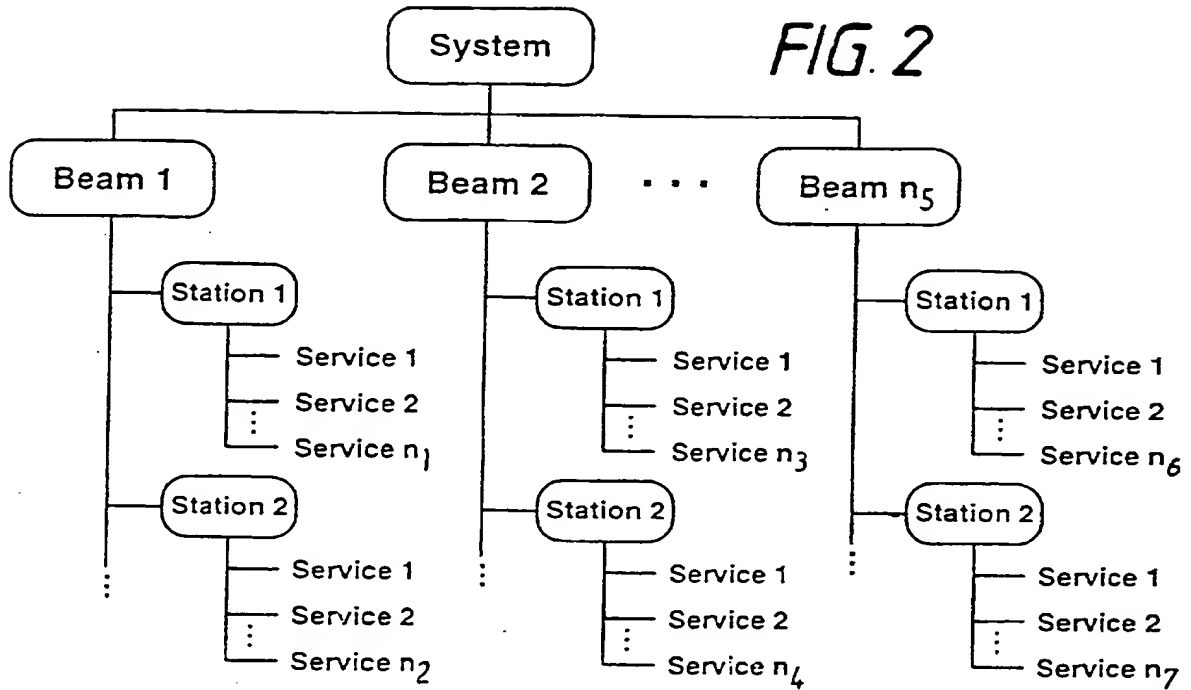 System
FIG. 2
Beam 1
Beam 2
. . .
Beam n5
Station 1
Service 1
Service 2
Service n1
Station 2
Service 1
Service 2
Service n2
Station 1
Service 1
Service 2
Service n3
Station 2
Service 1
Service 2
Service n4
Station 1
Service 1
Service 2
Service n6
Station 2
Service 1
Service 2
Service n7